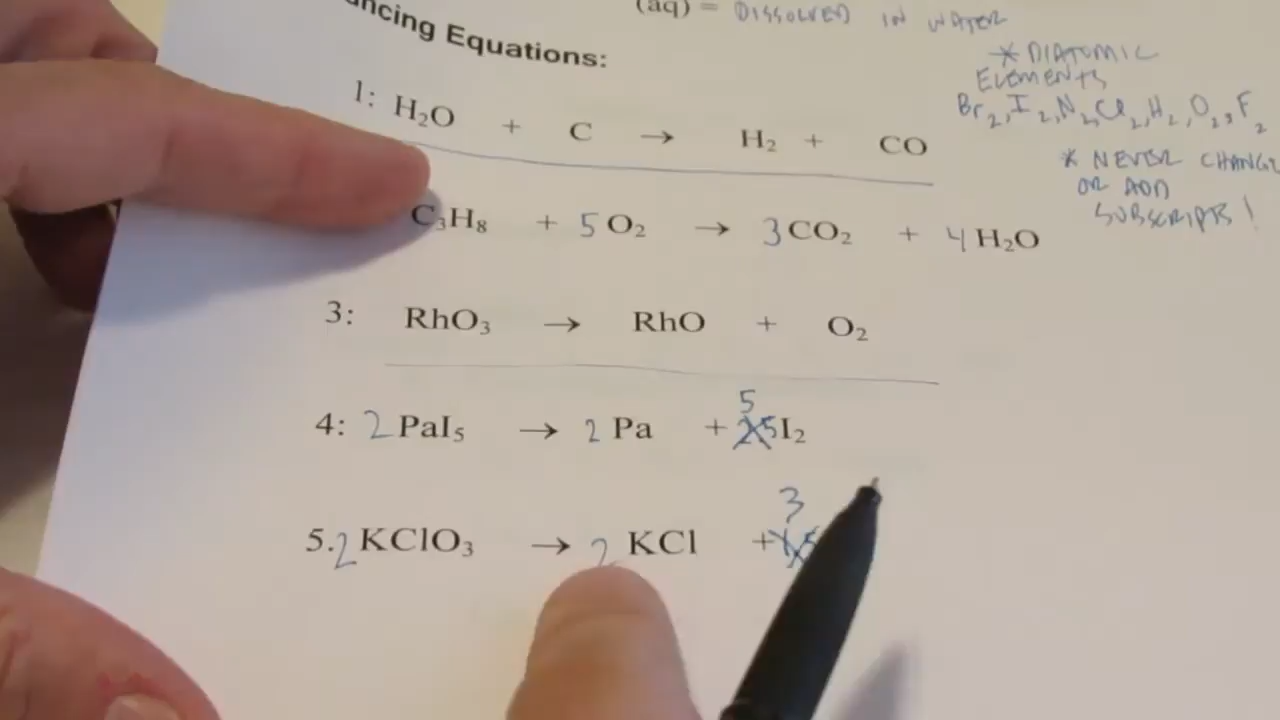 (aq) = DISSOLVED IN WATER
ncing Equations:
* DIATOMIC
ELEMENTS
Br₂, I₂, N₂, Cl₂, H₂, O₂, F₂
* NEVER CHANGE
OR ADD
SUBSCRIPTS!
1: H₂O + C → H₂ + CO
C₃H₈ + 5 O₂ → 3 CO₂ + 4 H₂O
3: RhO₃ → RhO + O₂
5
4: 2 PaI₅ → 2 Pa + 2.5 I₂
3
5. 2 KClO₃ → 2 KCl +